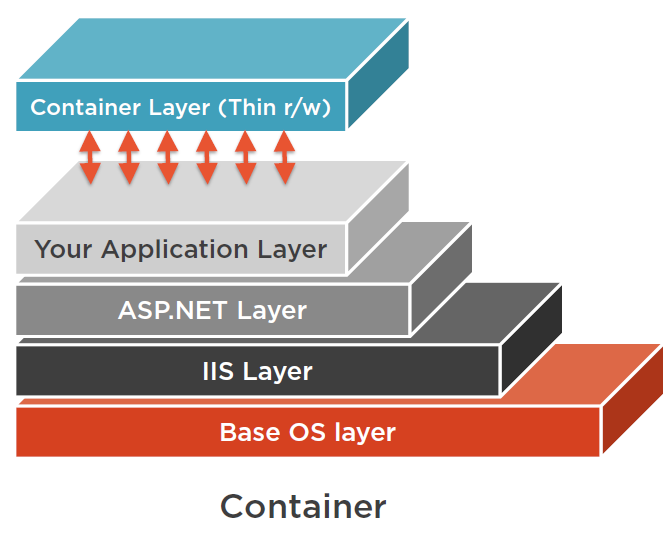 Container Layer (Thin r/w)
Your Application Layer
ASP.NET Layer
IIS Layer
Base OS layer
Container